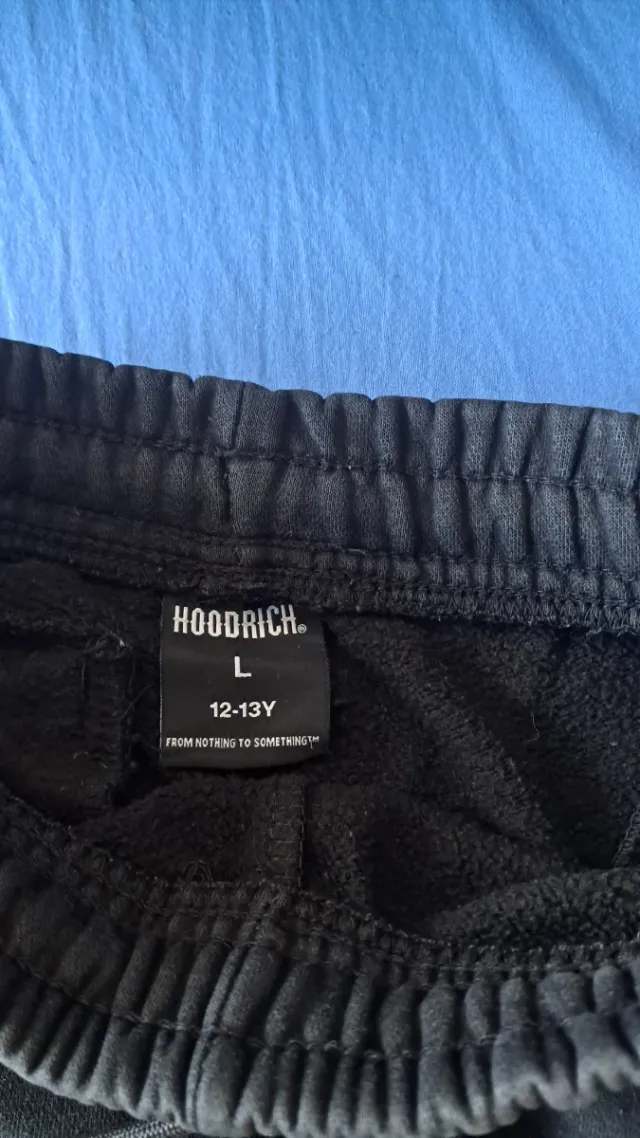 HOODRICH®
L
12-13Y
FROM NOTHING TO SOMETHING™